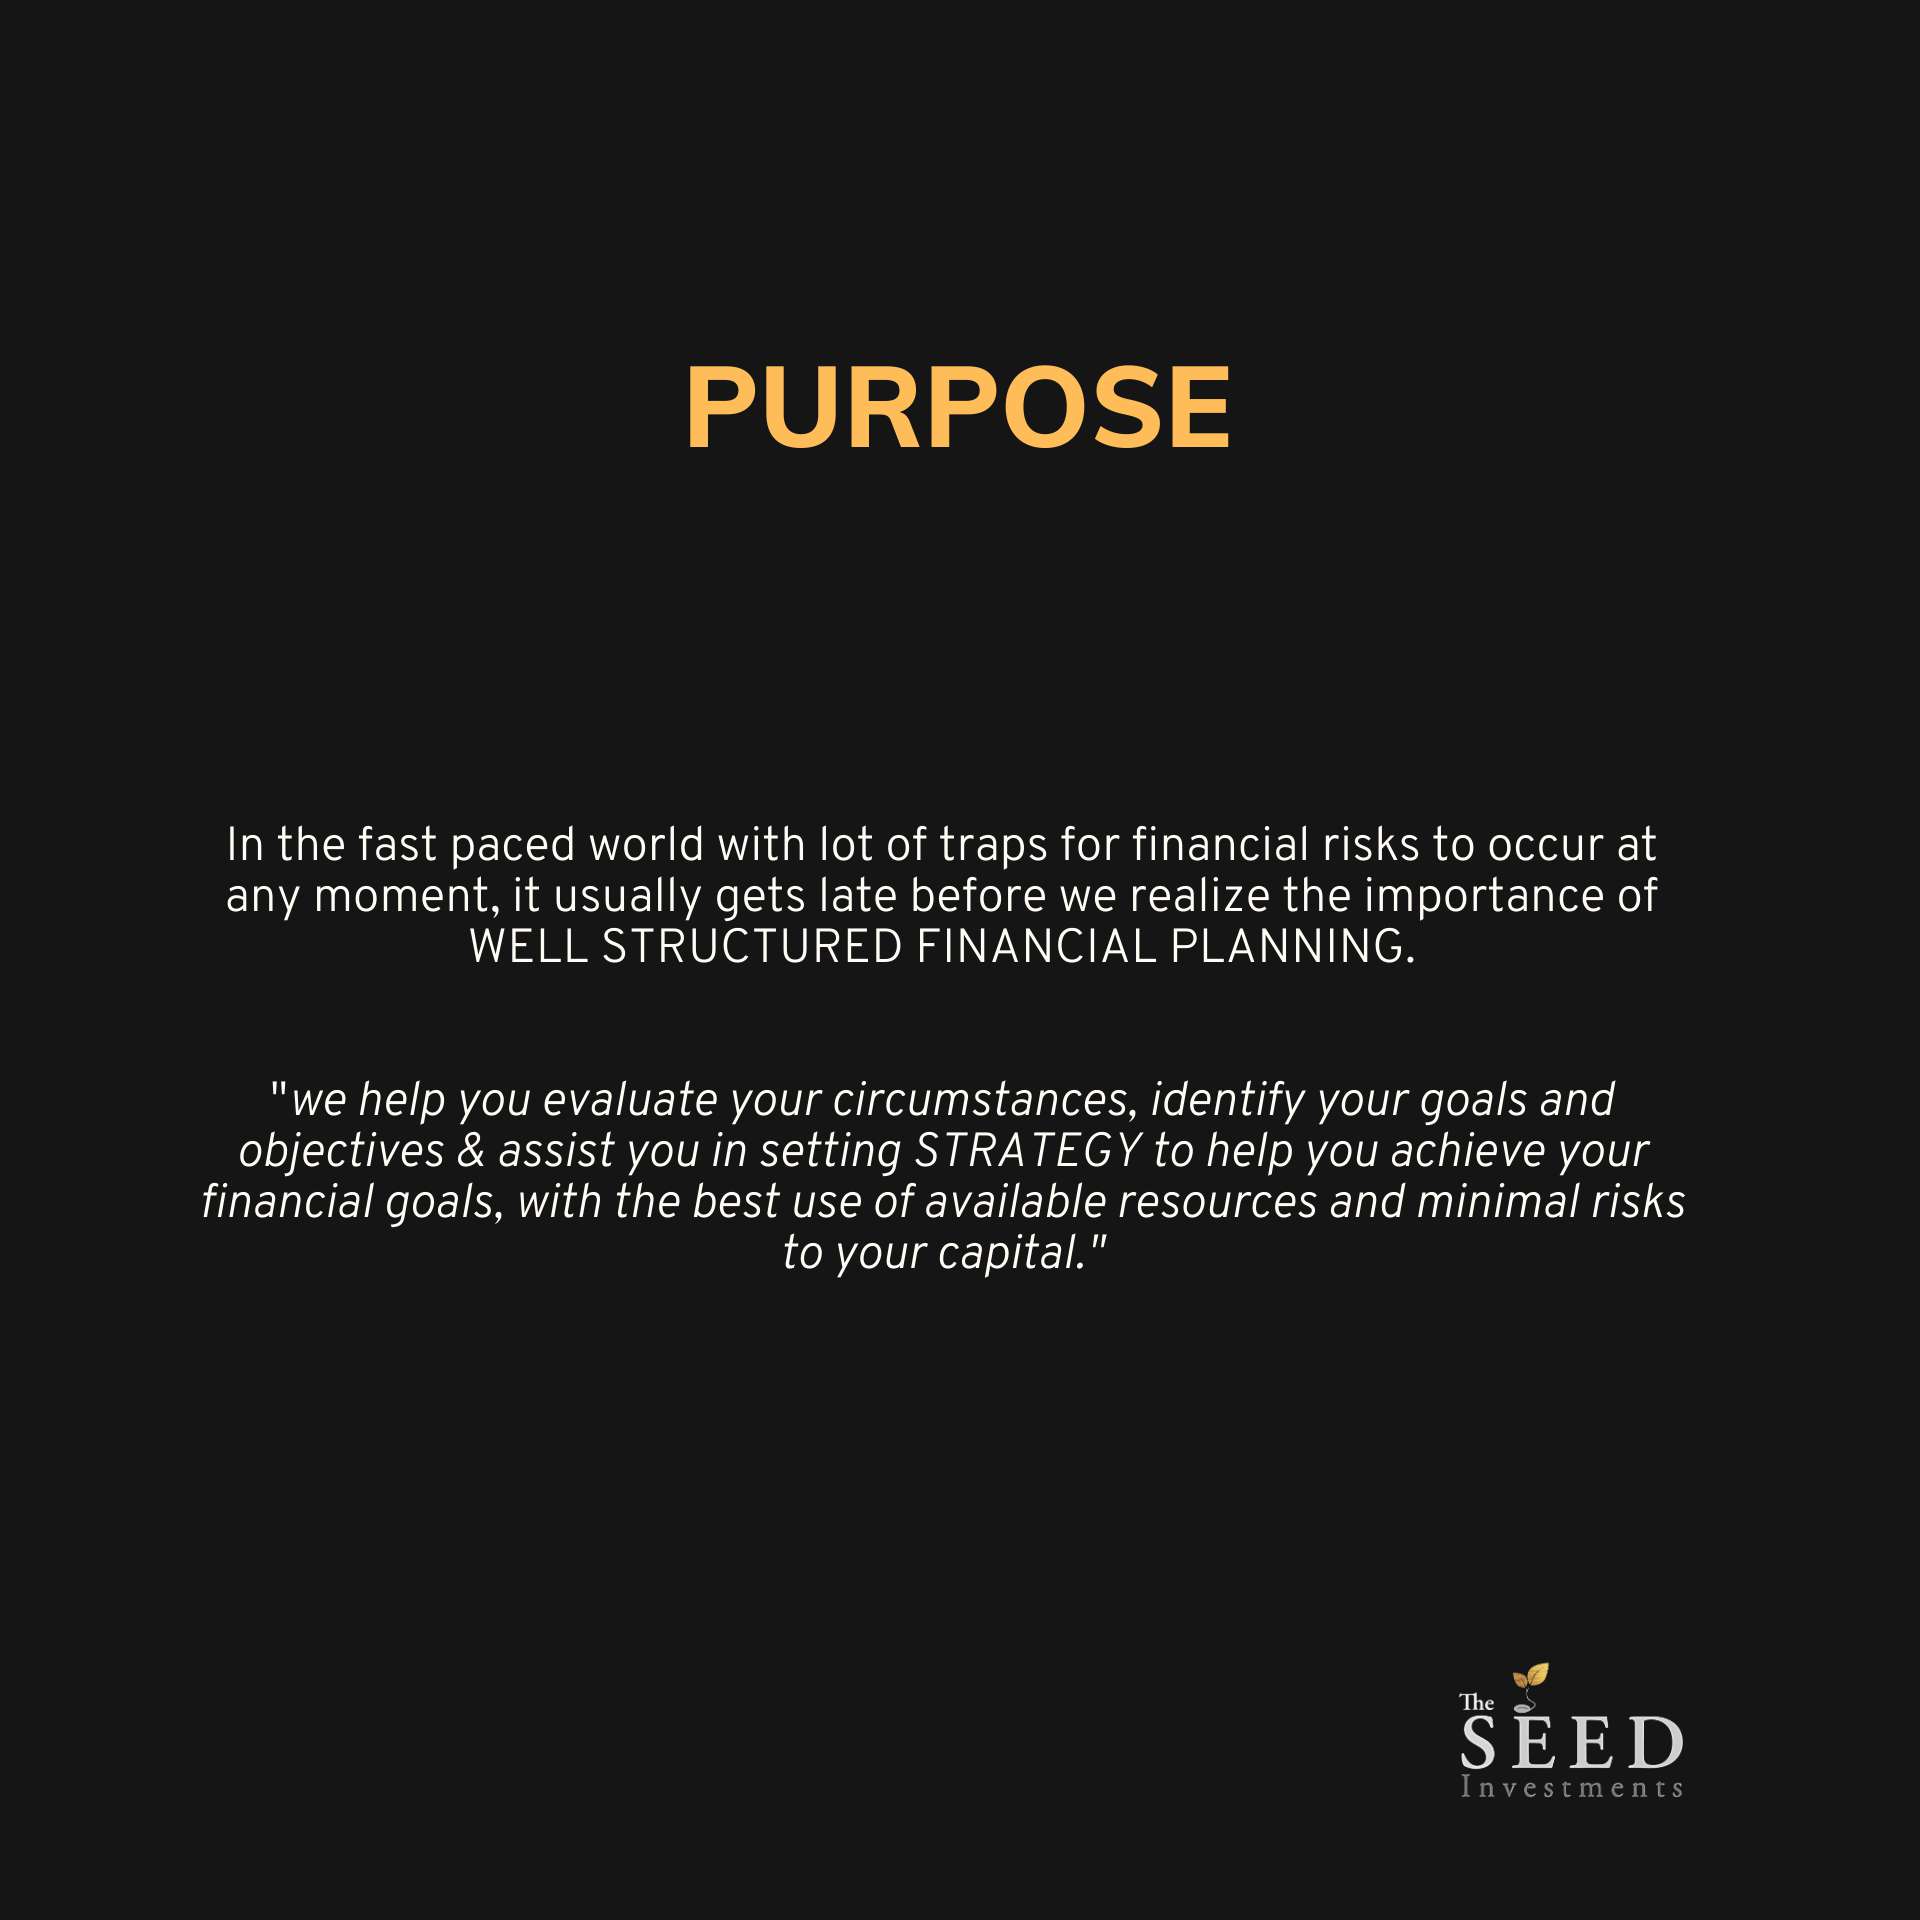 PURPOSE
In the fast paced world with lot of traps for financial risks to occur at
any moment, it usually gets late before we realize the importance of
WELL STRUCTURED FINANCIAL PLANNING.
"we help you evaluate your circumstances, identify your goals and
objectives & assist you in setting STRATEGY to help you achieve your
financial goals, with the best use of available resources and minimal risks
to your capital."
The
SEED
Investments